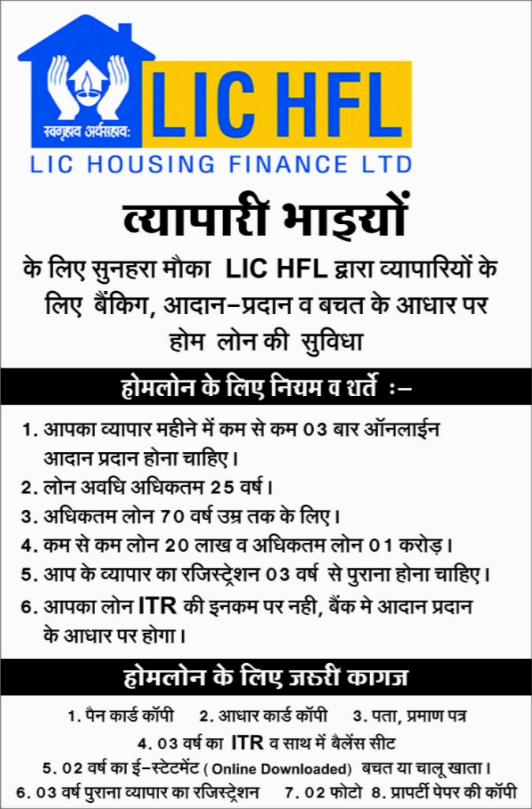 स्वगृहाव अर्थसहाव:
LIC HFL
LIC HOUSING FINANCE LTD
व्यापारी भाइयों
के लिए सुनहरा मौका LIC HFL द्वारा व्यापारियों के
लिए बैंकिग, आदान-प्रदान व बचत के आधार पर
होम लोन की सुविधा
होमलोन के लिए नियम व शर्ते :-
1. आपका व्यापार महीने में कम से कम 03 बार ऑनलाईन
आदान प्रदान होना चाहिए।
2. लोन अवधि अधिकतम 25 वर्ष।
3. अधिकतम लोन 70 वर्ष उम्र तक के लिए।
4. कम से कम लोन 20 लाख व अधिकतम लोन 01 करोड़।
5. आप के व्यापार का रजिस्ट्रेशन 03 वर्ष से पुराना होना चाहिए।
6. आपका लोन ITR की इनकम पर नही, बैंक मे आदान प्रदान
के आधार पर होगा।
होमलोन के लिए जरुरी कागज
1. पैन कार्ड कॉपी 2. आधार कार्ड कॉपी 3. पता, प्रमाण पत्र
4. 03 वर्ष का ITR व साथ में बैलेंस सीट
5. 02 वर्ष का ई-स्टेटमेंट ( Online Downloaded) बचत या चालू खाता।
6. 03 वर्ष पुराना व्यापार का रजिस्ट्रेशन 7. 02 फोटो 8. प्रापर्टी पेपर की कॉपी